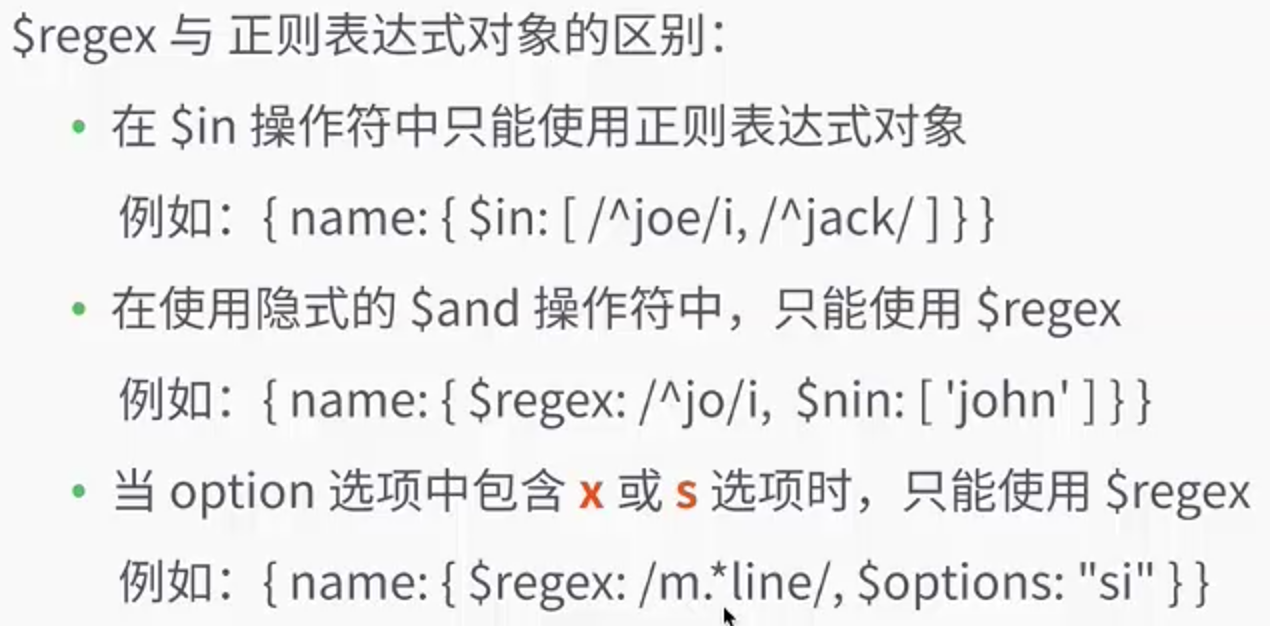 $regex 与 正则表达式对象的区别：
• 在 $in 操作符中只能使用正则表达式对象
例如：{ name: { $in: [ /^joe/i, /^jack/ ] } }
• 在使用隐式的 $and 操作符中，只能使用 $regex
例如：{ name: { $regex: /^jo/i, $nin: [ 'john' ] } }
• 当 option 选项中包含 x 或 s 选项时，只能使用 $regex
例如：{ name: { $regex: /m.*line/, $options: "si" } }